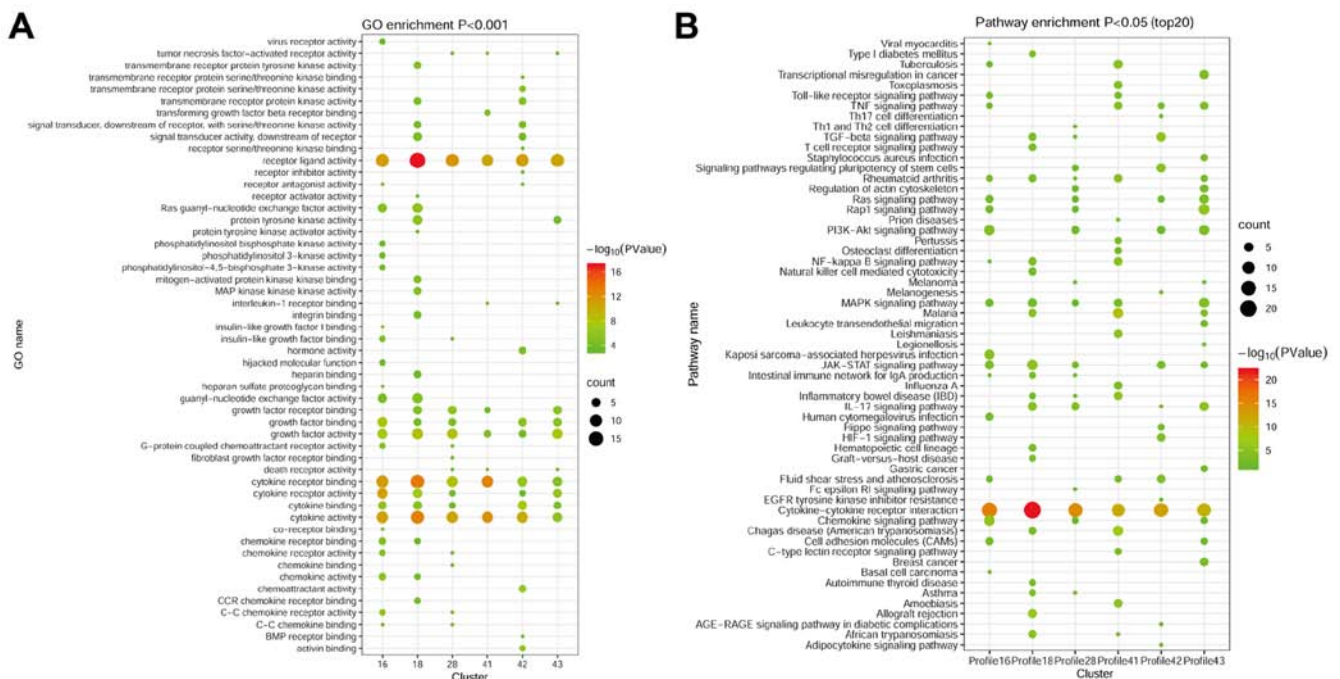 A
GO enrichment P<0.001
virus receptor activity
tumor necrosis factor-activated receptor activity
transmembrane receptor protein tyrosine kinase activity
transmembrane receptor protein serine/threonine kinase binding
transmembrane receptor protein serine/threonine kinase activity
transmembrane receptor protein kinase activity
transforming growth factor beta receptor binding
signal transducer, downstream of receptor, with serine/threonine kinase activity
signal transducer activity, downstream of receptor
receptor serine/threonine kinase binding
receptor ligand activity
receptor inhibitor activity
receptor antagonist activity
receptor activator activity
Ras guanyl-nucleotide exchange factor activity
protein tyrosine kinase activity
protein tyrosine kinase activator activity
phosphatidylinositol bisphosphate kinase activity
phosphatidylinositol 3-kinase activity
phosphatidylinositol-4,5-bisphosphate 3-kinase activity
mitogen-activated protein kinase kinase binding
MAP kinase kinase kinase activity
interleukin-1 receptor binding
integrin binding
insulin-like growth factor I binding
insulin-like growth factor binding
hormone activity
hijacked molecular function
heparin binding
heparan sulfate proteoglycan binding
guanyl-nucleotide exchange factor activity
growth factor receptor binding
growth factor binding
growth factor activity
G-protein coupled chemoattractant receptor activity
fibroblast growth factor receptor binding
death receptor activity
cytokine receptor binding
cytokine receptor activity
cytokine binding
cytokine activity
co-receptor binding
chemokine receptor binding
chemokine receptor activity
chemokine binding
chemokine activity
chemoattractant activity
CCR chemokine receptor binding
C-C chemokine receptor activity
C-C chemokine binding
BMP receptor binding
activin binding
16 18 28 41 42 43
Cluster
GO name
-log10(PValue)
16
12
8
4
count
5
10
15
B
Pathway enrichment P<0.05 (top20)
Viral myocarditis
Type I diabetes mellitus
Tuberculosis
Transcriptional misregulation in cancer
Toxoplasmosis
Toll-like receptor signaling pathway
TNF signaling pathway
Th17 cell differentiation
Th1 and Th2 cell differentiation
TGF-beta signaling pathway
T cell receptor signaling pathway
Staphylococcus aureus infection
Signaling pathways regulating pluripotency of stem cells
Rheumatoid arthritis
Regulation of actin cytoskeleton
Ras signaling pathway
Rap1 signaling pathway
Prion diseases
PI3K-Akt signaling pathway
Pertussis
Osteoclast differentiation
NF-kappa B signaling pathway
Natural killer cell mediated cytotoxicity
Melanoma
Melanogenesis
MAPK signaling pathway
Malaria
Leukocyte transendothelial migration
Leishmaniasis
Legionellosis
Kaposi sarcoma-associated herpesvirus infection
JAK-STAT signaling pathway
Intestinal immune network for IgA production
Influenza A
Inflammatory bowel disease (IBD)
IL-17 signaling pathway
Human cytomegalovirus infection
Hippo signaling pathway
HIF-1 signaling pathway
Hematopoietic cell lineage
Graft-versus-host disease
Gastric cancer
Fluid shear stress and atherosclerosis
Fc epsilon RI signaling pathway
EGFR tyrosine kinase inhibitor resistance
Cytokine-cytokine receptor interaction
Chemokine signaling pathway
Chagas disease (American trypanosomiasis)
Cell adhesion molecules (CAMs)
C-type lectin receptor signaling pathway
Breast cancer
Basal cell carcinoma
Autoimmune thyroid disease
Asthma
Amoebiasis
Allograft rejection
AGE-RAGE signaling pathway in diabetic complications
African trypanosomiasis
Adipocytokine signaling pathway
Profile16 Profile18 Profile28 Profile41 Profile42 Profile43
Cluster
Pathway name
count
5
10
15
20
-log10(PValue)
20
15
10
5